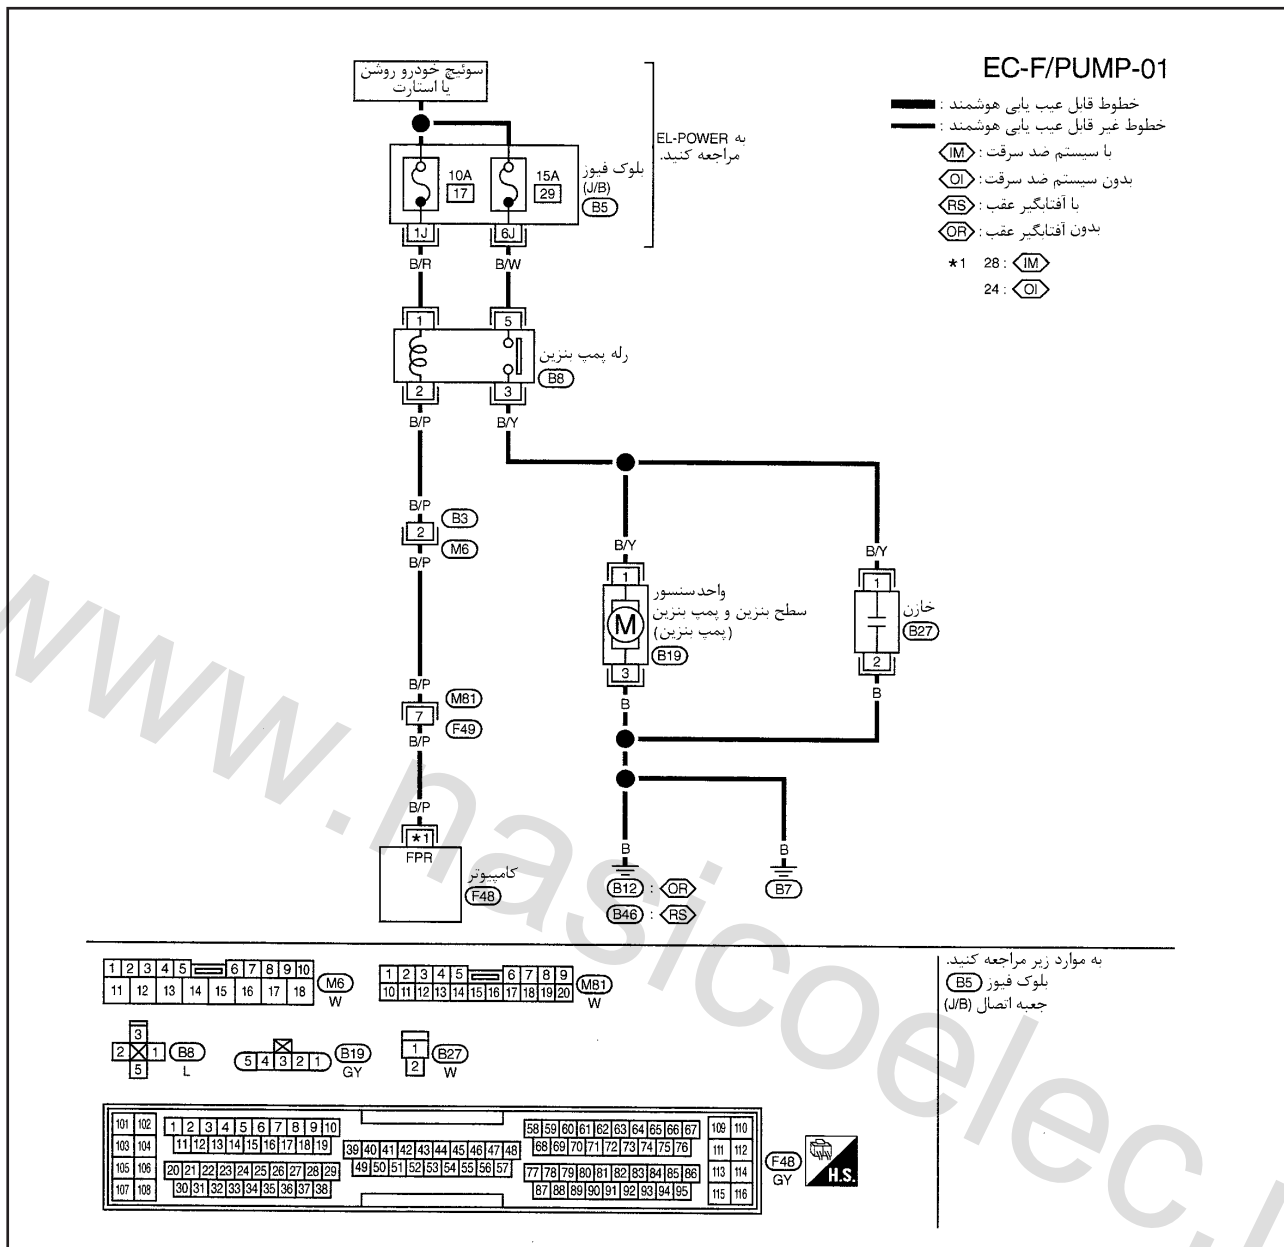 EC-F/PUMP-01
خطوط قابل عیب یابی هوشمند :
خطوط غیر قابل عیب یابی هوشمند :
با سیستم ضد سرقت : IM
بدون سیستم ضد سرقت : OI
با آفتابگیر عقب : RS
بدون آفتابگیر عقب : OR
*1 28 : IM
24 : OI
سوئیچ خودرو روشن
یا استارت
به EL-POWER
مراجعه کنید.
10A
17
15A
29
بلوک فیوز
(J/B)
B5
1J 6J
B/R B/W
1 5
رله پمپ بنزین
B8
2 3
B/P B/Y
B/P
2
B3
M6
B/P
B/Y
1
واحد سنسور
سطح بنزین و پمپ بنزین
(پمپ بنزین)
M
B19
3
B
B/Y
1
خازن
B27
2
B
B/P
7
M81
F49
B/P
B/P
*1
FPR
کامپیوتر
F48
B B
B12 : OR
B46 : RS
B7
به موارد زیر مراجعه کنید.
بلوک فیوز B5
جعبه اتصال (J/B)
1 2 3 4 5 6 7 8 9 10
11 12 13 14 15 16 17 18
M6
W
1 2 3 4 5 6 7 8 9
10 11 12 13 14 15 16 17 18 19 20
M81
W
3
2 1
5
B8
L
5 4 3 2 1
B19
GY
1
2
B27
W
101 102
103 104
105 106
107 108
1 2 3 4 5 6 7 8 9 10
11 12 13 14 15 16 17 18 19
20 21 22 23 24 25 26 27 28 29
30 31 32 33 34 35 36 37 38
39 40 41 42 43 44 45 46 47 48
49 50 51 52 53 54 55 56 57
58 59 60 61 62 63 64 65 66 67
68 69 70 71 72 73 74 75 76
77 78 79 80 81 82 83 84 85 86
87 88 89 90 91 92 93 94 95
109 110
111 112
113 114
115 116
F48
GY
H.S.
www.nasicoelec.